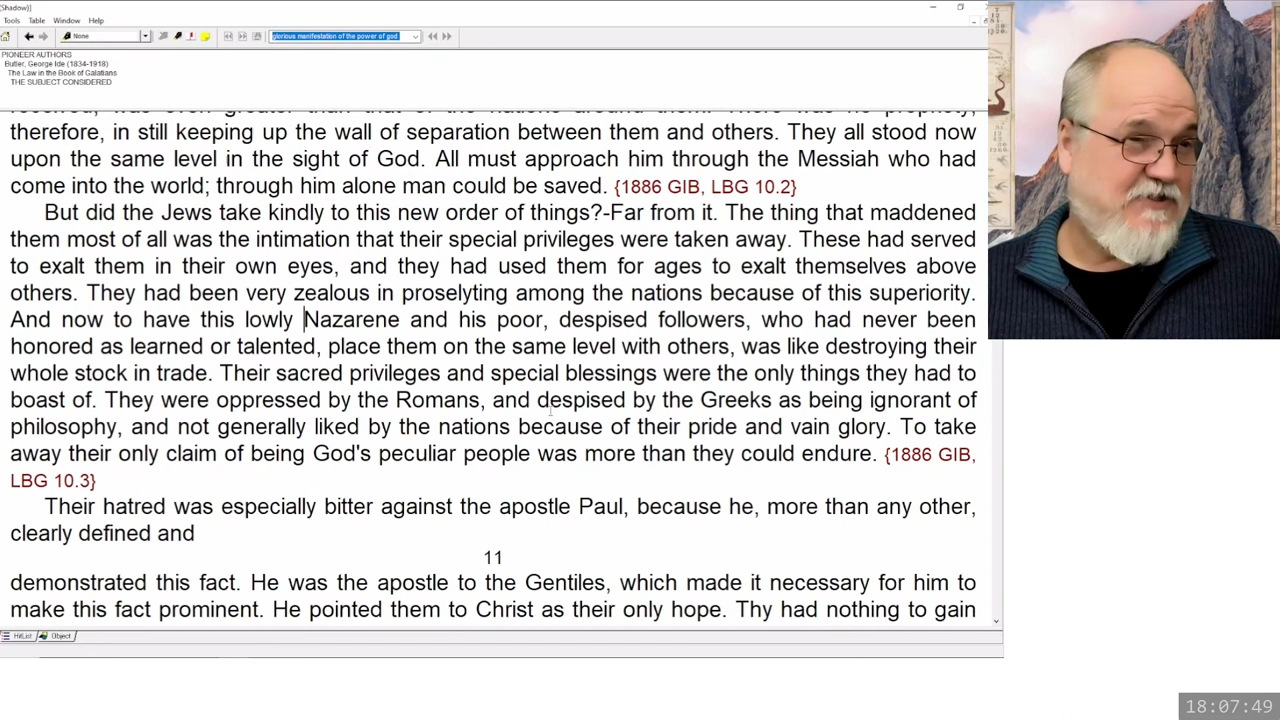 (Shadow)]
Tools Table Window Help
None
glorious manifestation of the power of god
PIONEER AUTHORS
Butler, George Ide (1834-1918)
The Law in the Book of Galatians
THE SUBJECT CONSIDERED
therefore, in still keeping up the wall of separation between them and others. They all stood now
upon the same level in the sight of God. All must approach him through the Messiah who had
come into the world; through him alone man could be saved. {1886 GIB, LBG 10.2}
But did the Jews take kindly to this new order of things?-Far from it. The thing that maddened
them most of all was the intimation that their special privileges were taken away. These had served
to exalt them in their own eyes, and they had used them for ages to exalt themselves above
others. They had been very zealous in proselyting among the nations because of this superiority.
And now to have this lowly Nazarene and his poor, despised followers, who had never been
honored as learned or talented, place them on the same level with others, was like destroying their
whole stock in trade. Their sacred privileges and special blessings were the only things they had to
boast of. They were oppressed by the Romans, and despised by the Greeks as being ignorant of
philosophy, and not generally liked by the nations because of their pride and vain glory. To take
away their only claim of being God's peculiar people was more than they could endure. {1886 GIB,
LBG 10.3}
Their hatred was especially bitter against the apostle Paul, because he, more than any other,
clearly defined and
11
demonstrated this fact. He was the apostle to the Gentiles, which made it necessary for him to
make this fact prominent. He pointed them to Christ as their only hope. Thy had nothing to gain
HitList Object
18:07:49